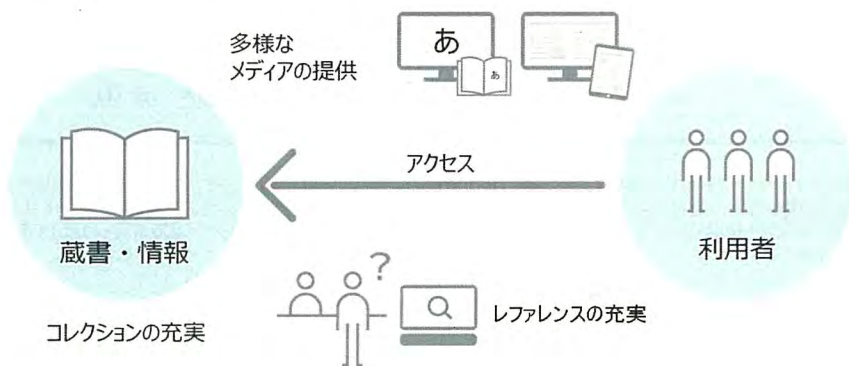 多様な
メディアの提供
あ
あ
アクセス
蔵書・情報
利用者
?
レファレンスの充実
コレクションの充実